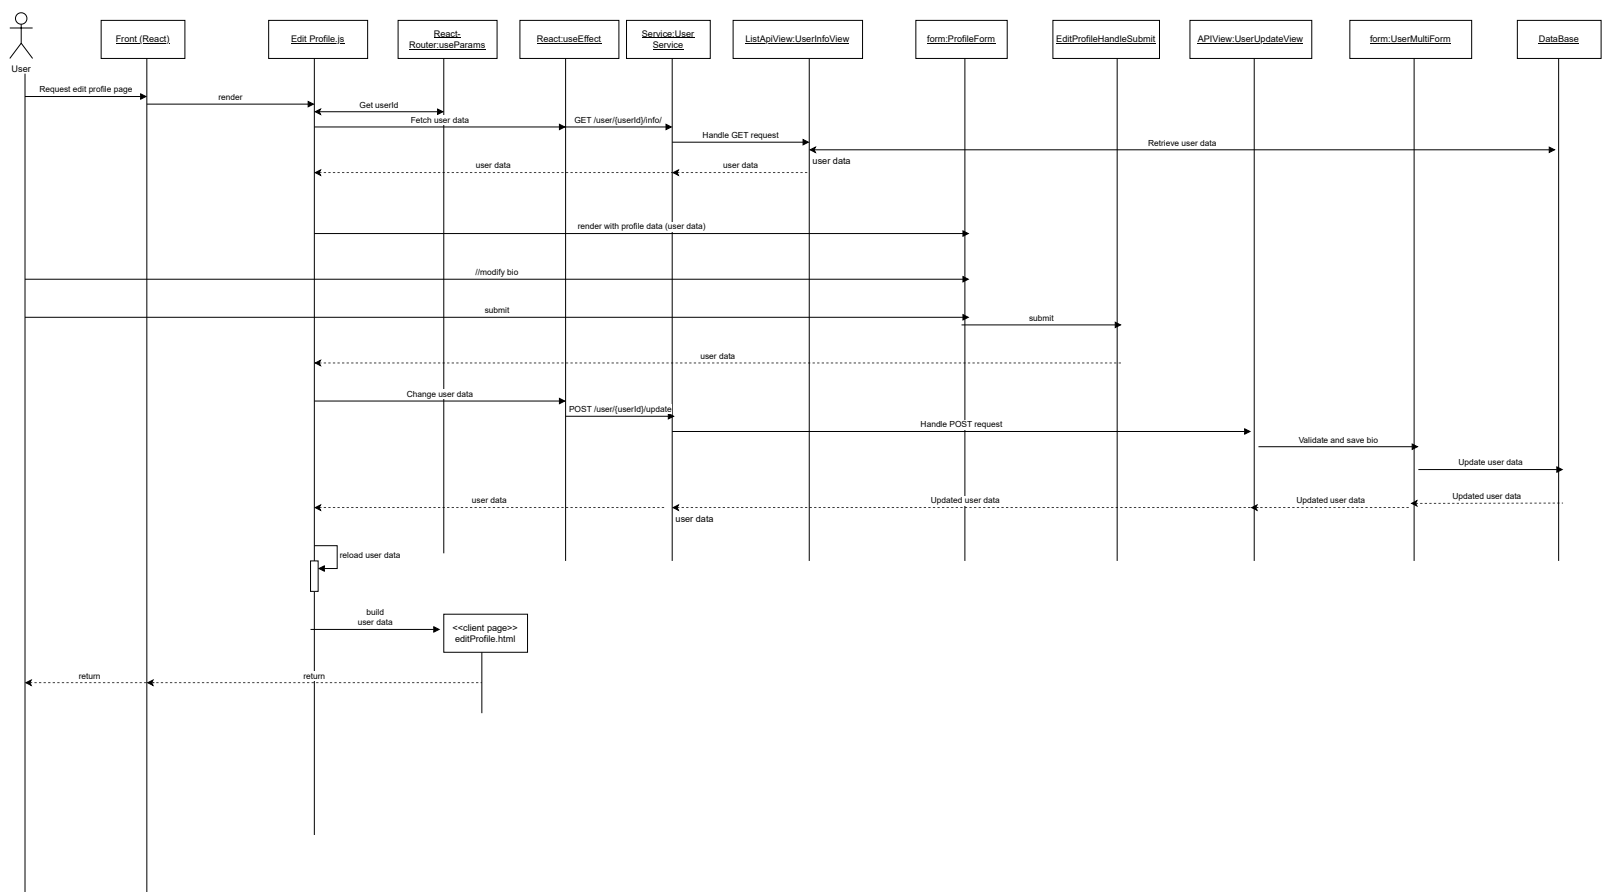 User
Front (React)
Edit Profile.js
React-
Router:useParams
React:useEffect
Service:User
Service
ListApiView:UserInfoView
form:ProfileForm
EditProfileHandleSubmit
APIView:UserUpdateView
form:UserMultiForm
DataBase
Request edit profile page
render
Get userId
Fetch user data
GET /user/{userId}/info/
Handle GET request
Retrieve user data
user data
user data
user data
render with profile data (user data)
//modify bio
submit
submit
user data
Change user data
POST /user/{userId}/update
Handle POST request
Validate and save bio
Update user data
Updated user data
Updated user data
Updated user data
user data
user data
reload user data
build
user data
<<client page>>
editProfile.html
return
return